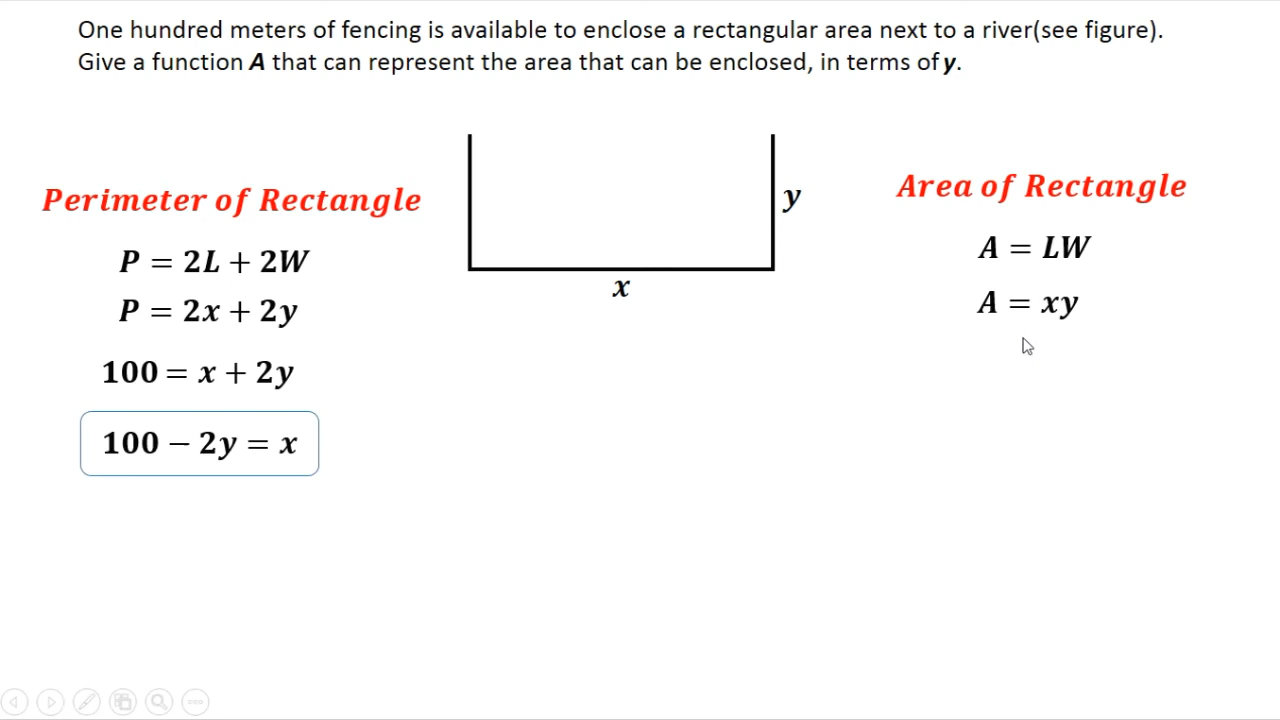 One hundred meters of fencing is available to enclose a rectangular area next to a river(see figure).
Give a function A that can represent the area that can be enclosed, in terms of y.
Perimeter of Rectangle
P = 2L + 2W
P = 2x + 2y
100 = x + 2y
100 − 2y = x
y
x
Area of Rectangle
A = LW
A = xy